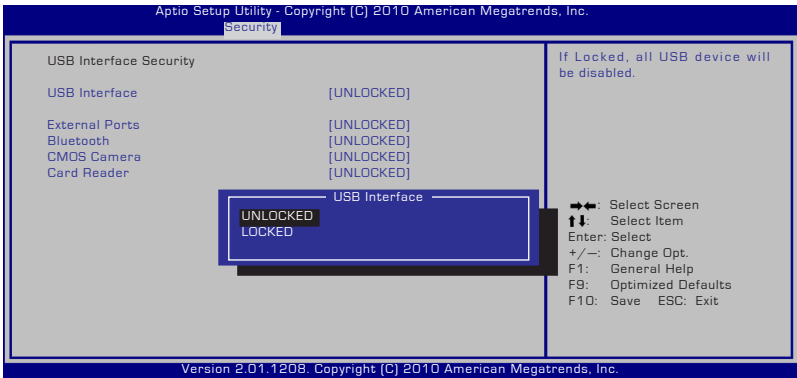 Aptio Setup Utility - Copyright (C) 2010 American Megatrends, Inc.
Security
USB Interface Security
USB Interface [UNLOCKED]
External Ports [UNLOCKED]
Bluetooth [UNLOCKED]
CMOS Camera [UNLOCKED]
Card Reader [UNLOCKED]
USB Interface
UNLOCKED
LOCKED
If Locked, all USB device will
be disabled.
➡⬅: Select Screen
⬆⬇: Select Item
Enter: Select
+/—: Change Opt.
F1: General Help
F9: Optimized Defaults
F10: Save ESC: Exit
Version 2.01.1208. Copyright (C) 2010 American Megatrends, Inc.